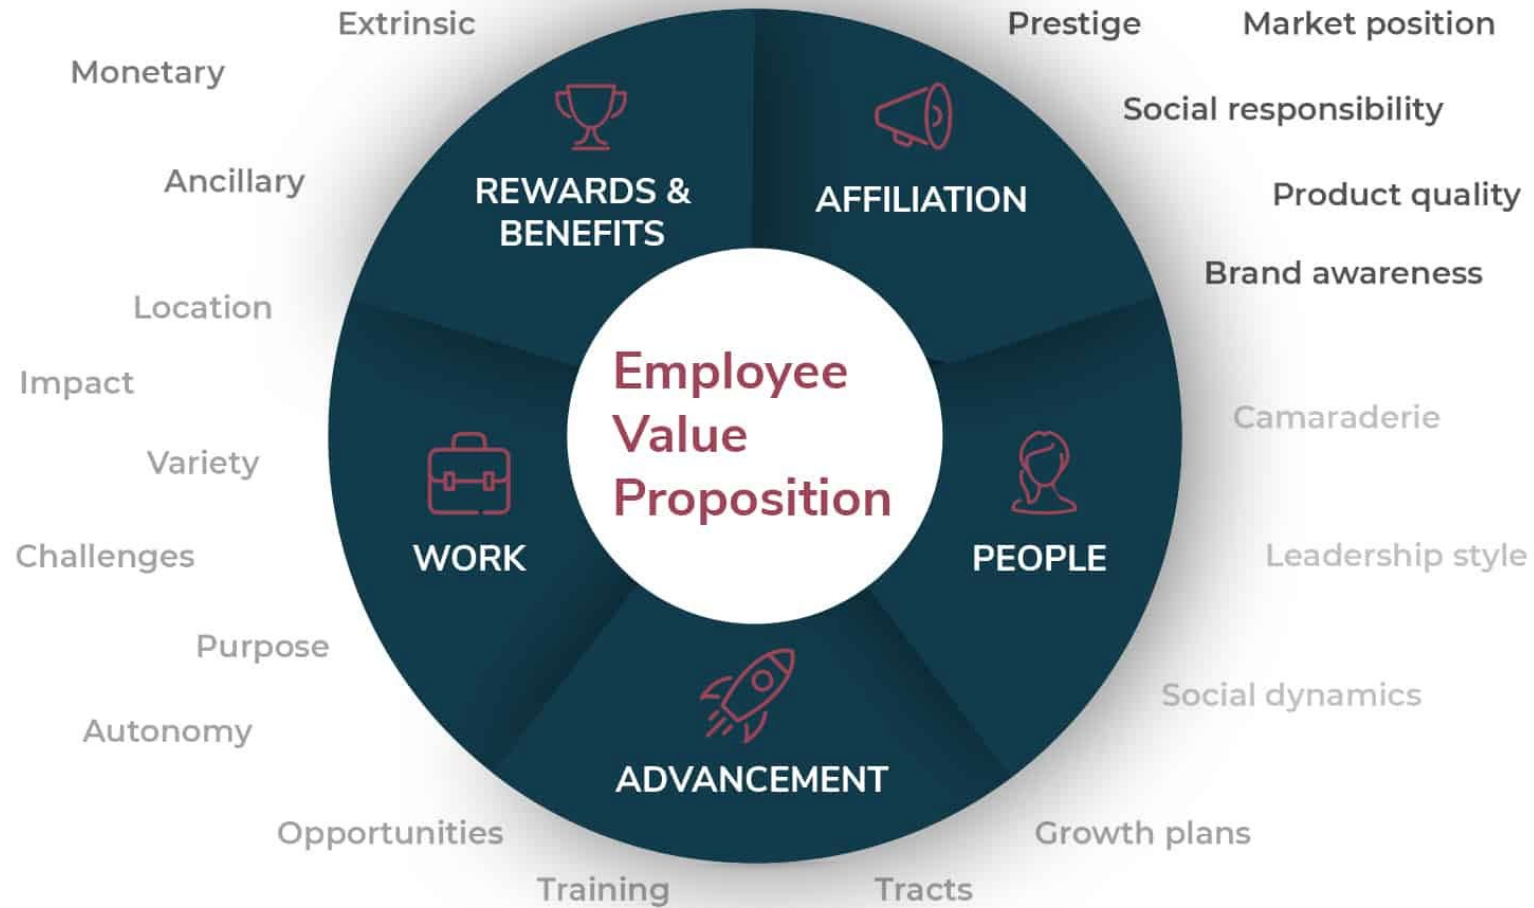 Extrinsic
Monetary
Ancillary
REWARDS &
BENEFITS
Prestige
Market position
Social responsibility
Product quality
Brand awareness
AFFILIATION
Employee
Value
Proposition
Location
Impact
Variety
Challenges
Purpose
Autonomy
WORK
PEOPLE
Camaraderie
Leadership style
Social dynamics
ADVANCEMENT
Opportunities
Training
Tracts
Growth plans